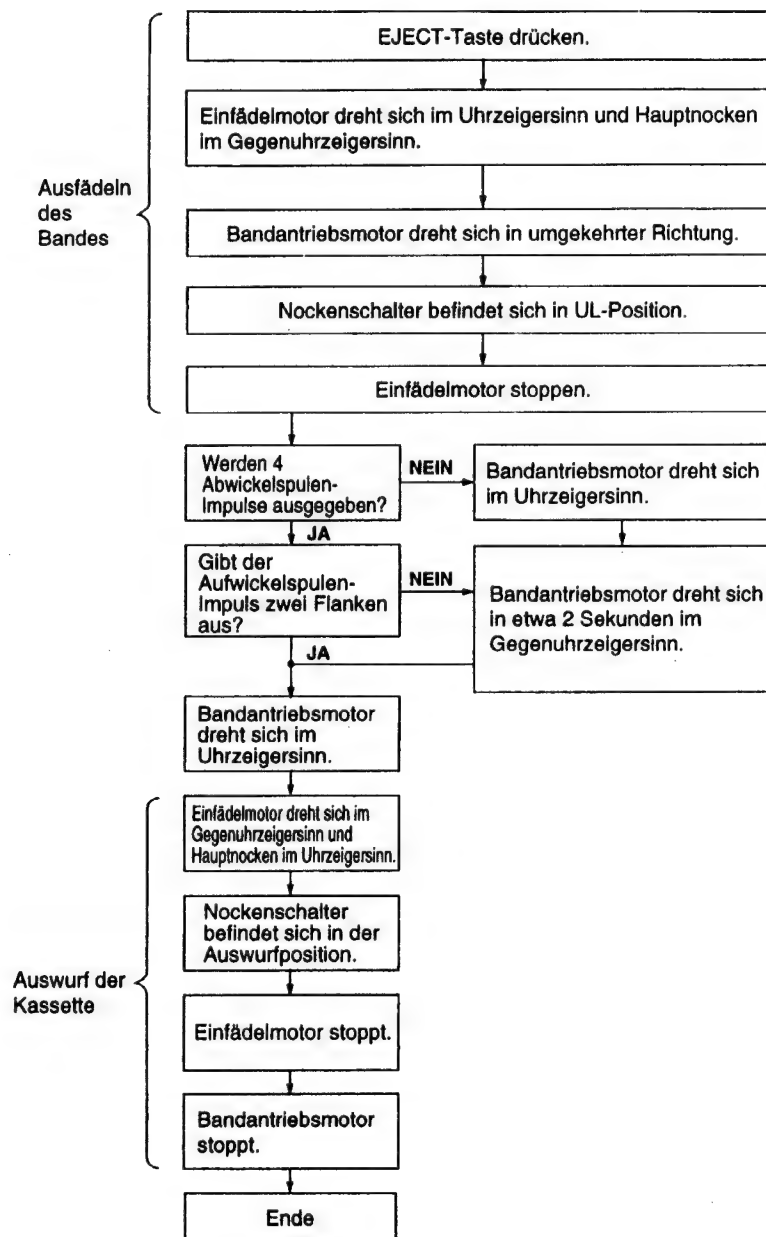 EJECT-Taste drücken.
Einfädelmotor dreht sich im Uhrzeigersinn und Hauptnocken
im Gegenuhrzeigersinn.
Ausfädeln
des
Bandes
Bandantriebsmotor dreht sich in umgekehrter Richtung.
Nockenschalter befindet sich in UL-Position.
Einfädelmotor stoppen.
Werden 4
Abwickelspulen-
Impulse ausgegeben?
NEIN
Bandantriebsmotor dreht sich
im Uhrzeigersinn.
JA
Gibt der
Aufwickelspulen-
Impuls zwei Flanken
aus?
NEIN
Bandantriebsmotor dreht sich
in etwa 2 Sekunden im
Gegenuhrzeigersinn.
JA
Bandantriebsmotor
dreht sich im
Uhrzeigersinn.
Einfädelmotor dreht sich im
Gegenuhrzeigersinn und
Hauptnocken im Uhrzeigersinn.
Nockenschalter
befindet sich in der
Auswurfposition.
Auswurf der
Kassette
Einfädelmotor stoppt.
Bandantriebsmotor
stoppt.
Ende